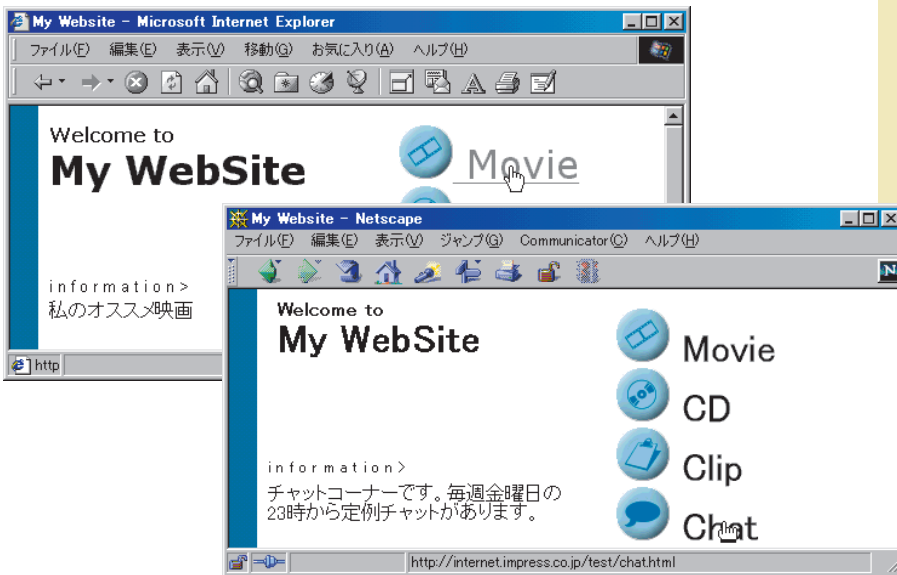 My Website - Microsoft Internet Explorer
ファイル(F) 編集(E) 表示(V) 移動(G) お気に入り(A) ヘルプ(H)
Welcome to
My WebSite
Movie
information>
私のオススメ映画
http
My Website - Netscape
ファイル(F) 編集(E) 表示(V) ジャンプ(G) Communicator(C) ヘルプ(H)
N
Welcome to
My WebSite
Movie
CD
Clip
Chat
information>
チャットコーナーです。毎週金曜日の
23時から定例チャットがあります。
http://internet.impress.co.jp/test/chat.html